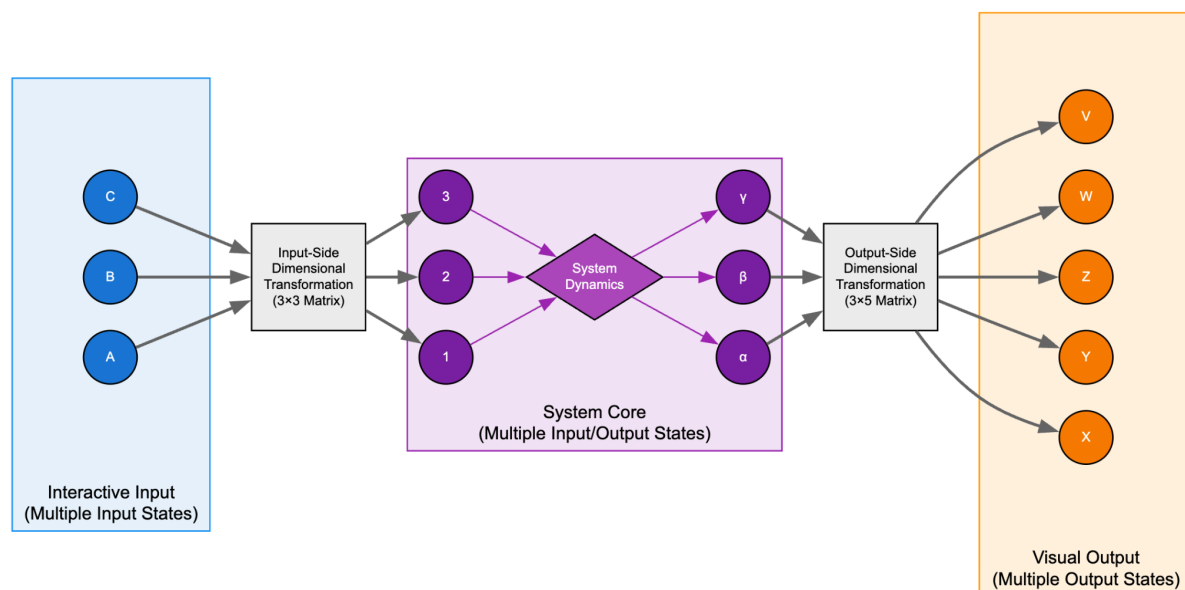 C
B
A
Interactive Input
(Multiple Input States)
Input-Side
Dimensional
Transformation
(3×3 Matrix)
3
2
1
System
Dynamics
γ
β
α
System Core
(Multiple Input/Output States)
Output-Side
Dimensional
Transformation
(3×5 Matrix)
V
W
Z
Y
X
Visual Output
(Multiple Output States)